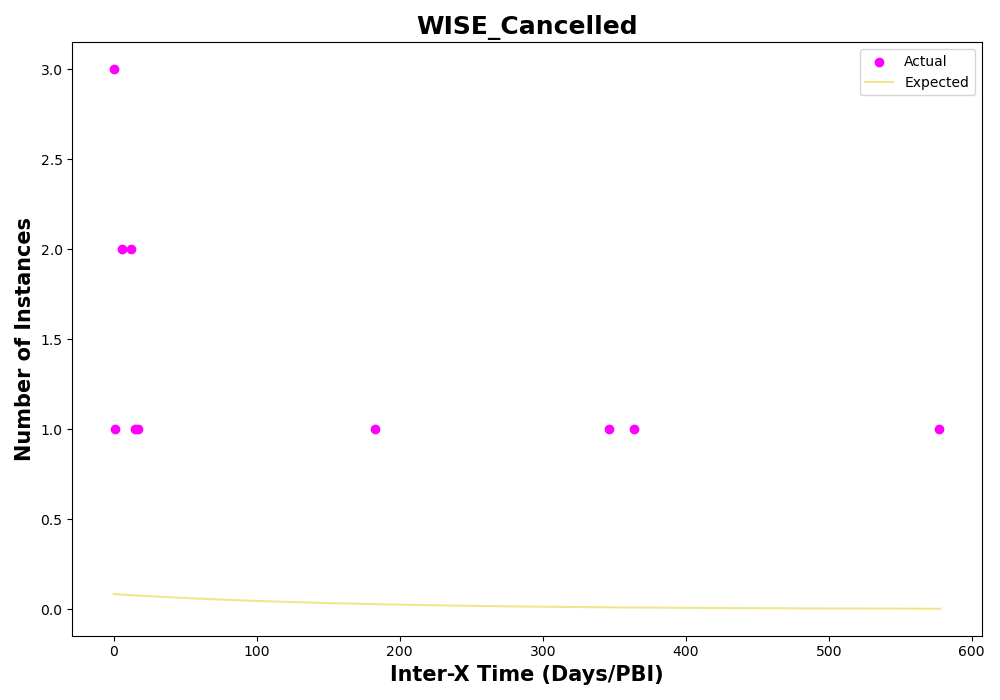 WISE_Cancelled
Actual
Expected
Number of Instances
3.0
2.5
2.0
1.5
1.0
0.5
0.0
0
100
200
300
400
500
600
Inter-X Time (Days/PBI)